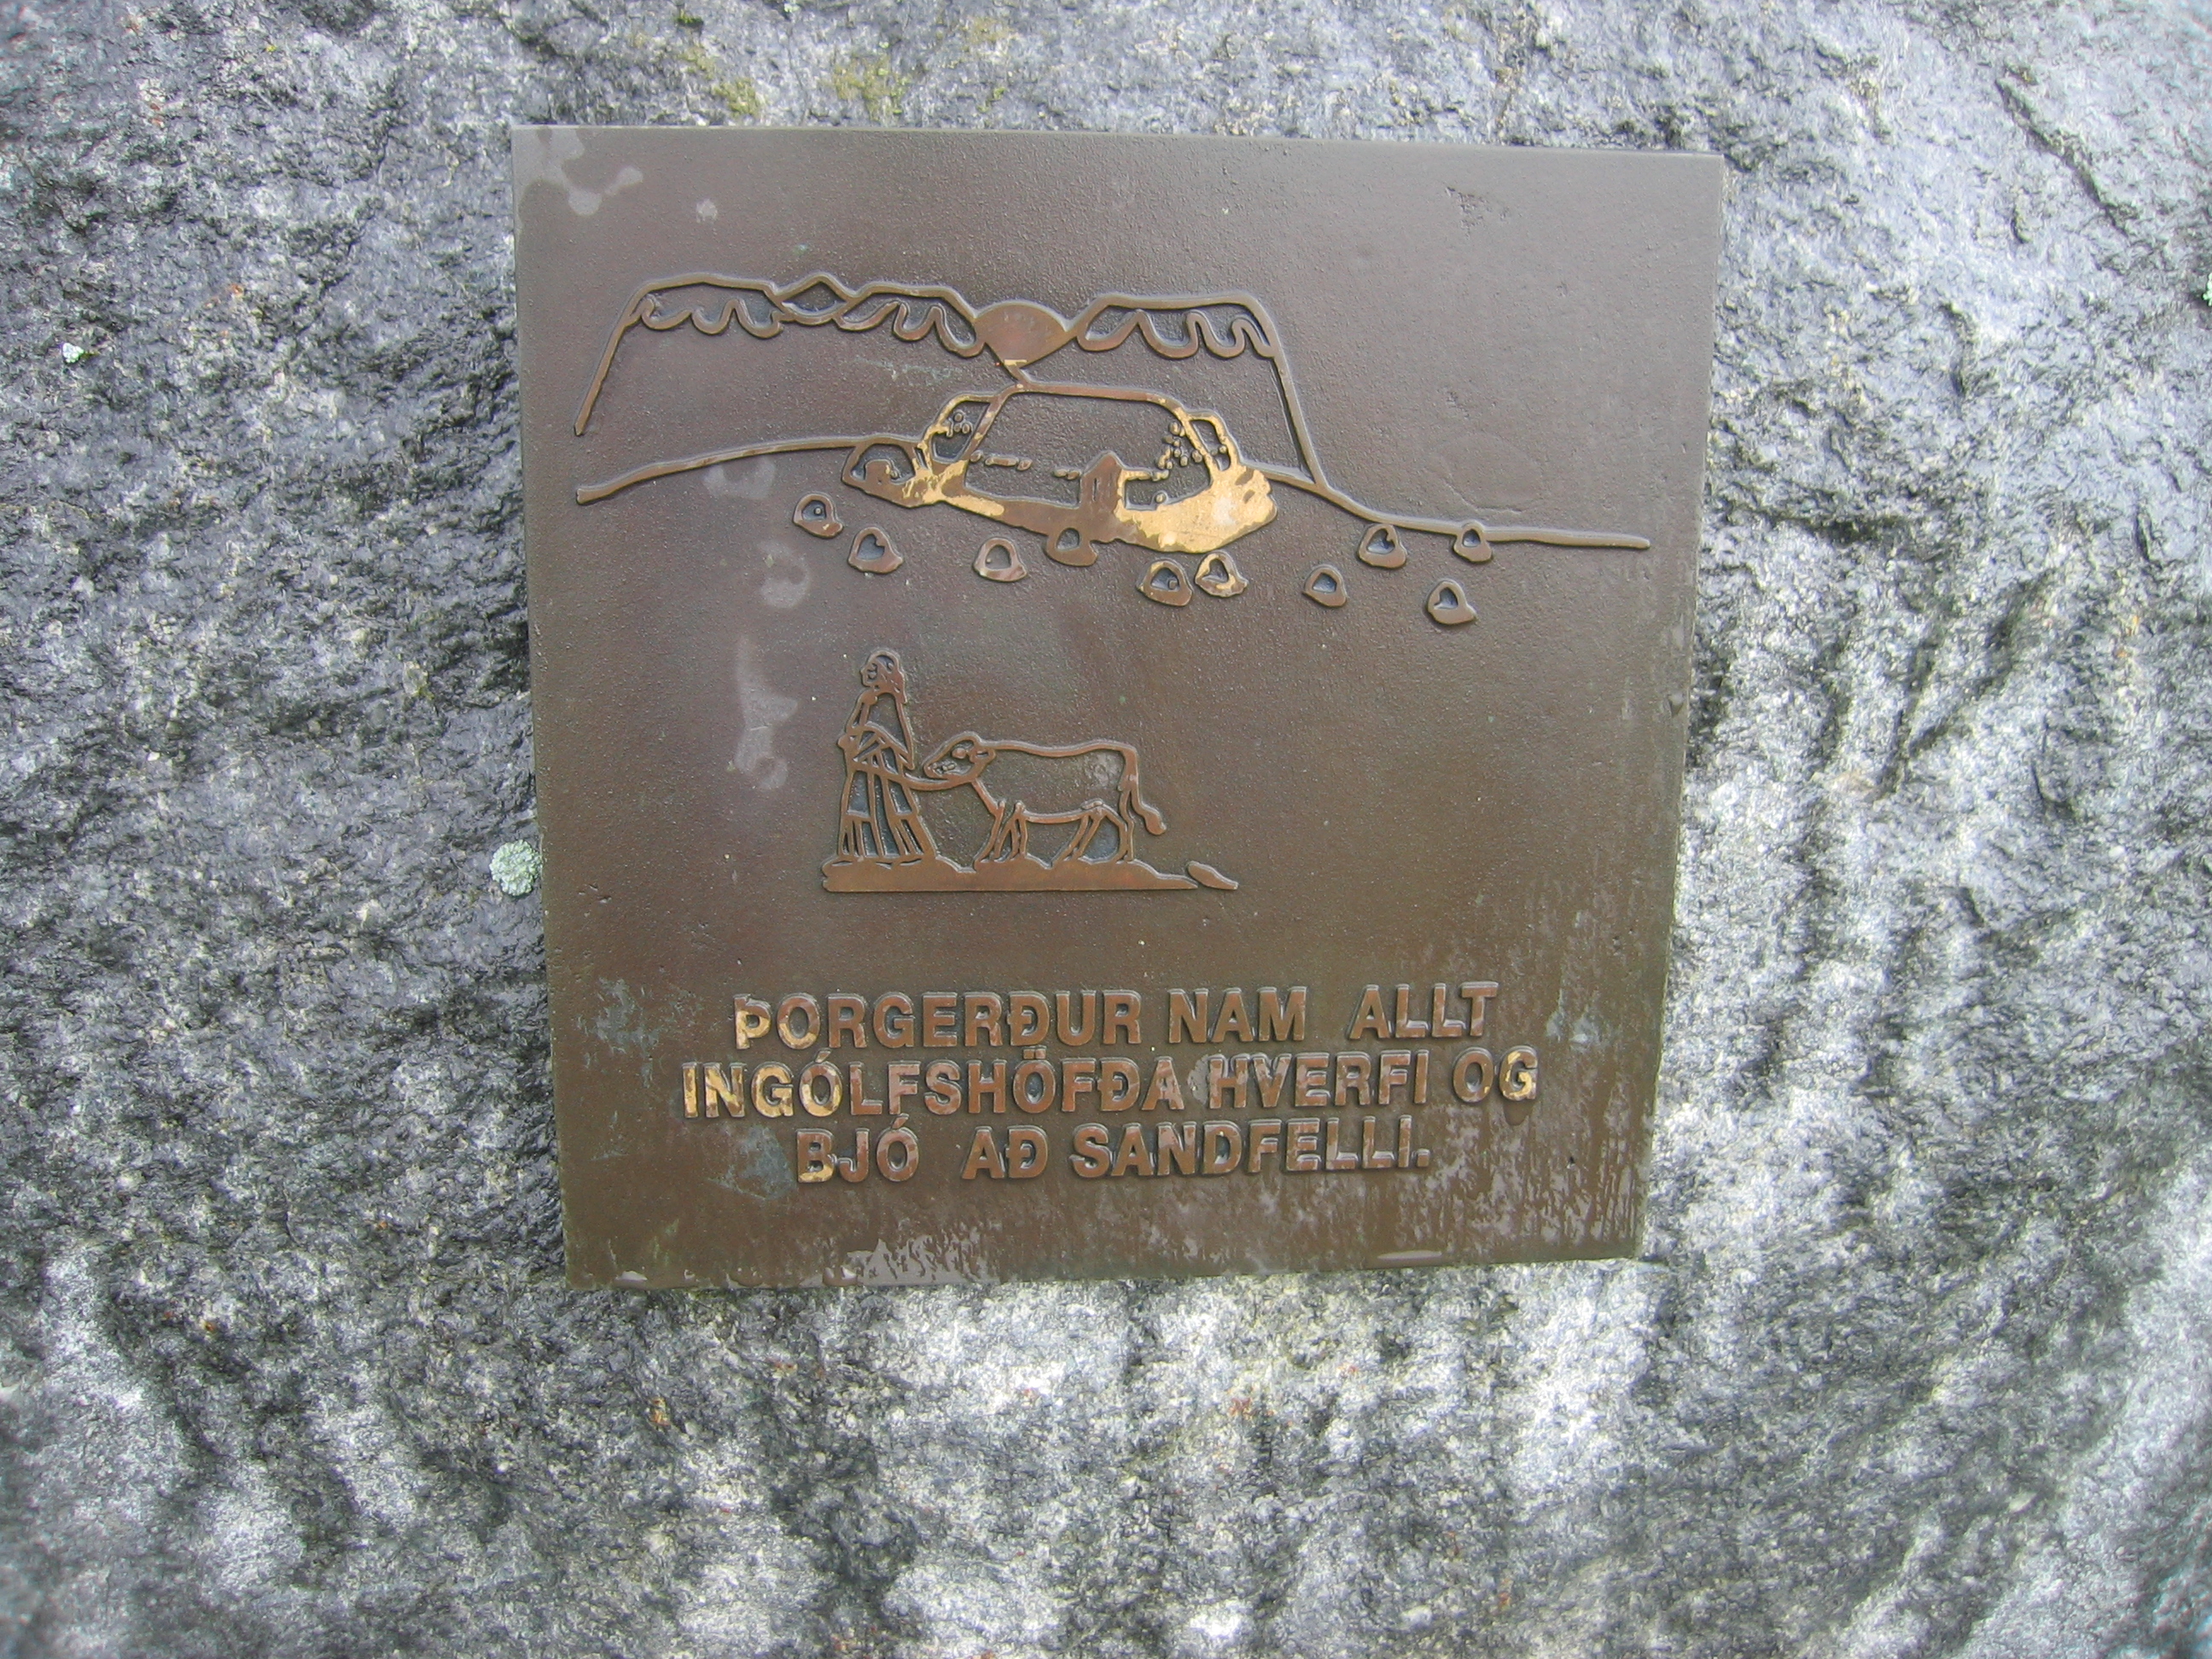 ÞORGERÐUR NAM ALLT
INGÓLFSHÖFÐA HVERFI OG
BJÓ AÐ SANDFELLI.